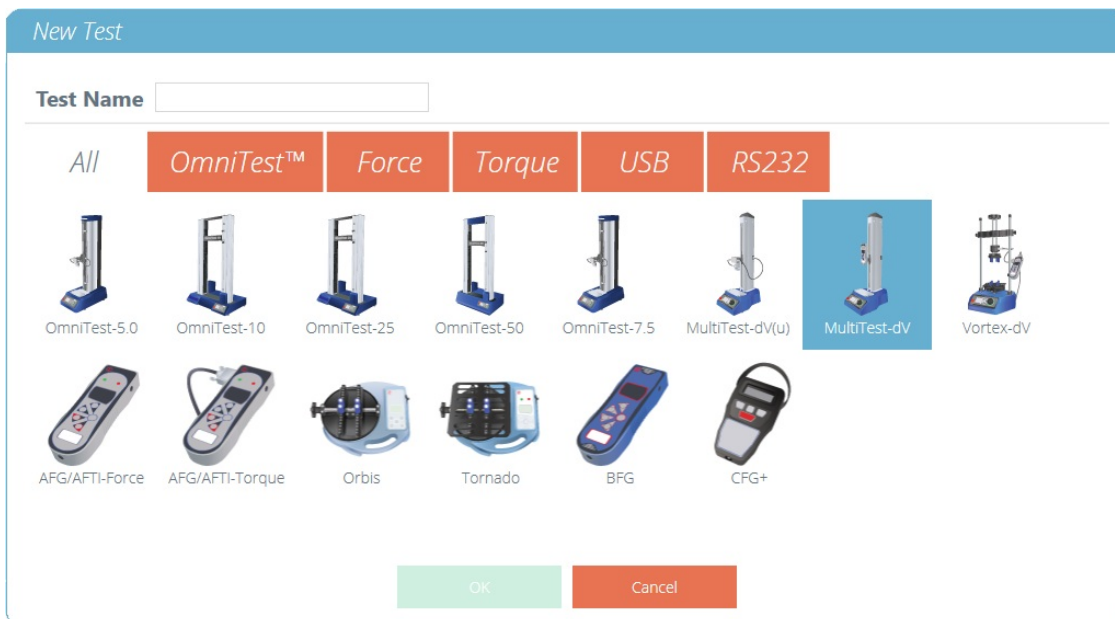 New Test
Test Name
All OmniTest™ Force Torque USB RS232
OmniTest-5.0 OmniTest-10 OmniTest-25 OmniTest-50 OmniTest-7.5 MultiTest-dV(u) MultiTest-dV Vortex-dV
AFG/AFTI-Force AFG/AFTI-Torque Orbis Tornado BFG CFG+
OK Cancel